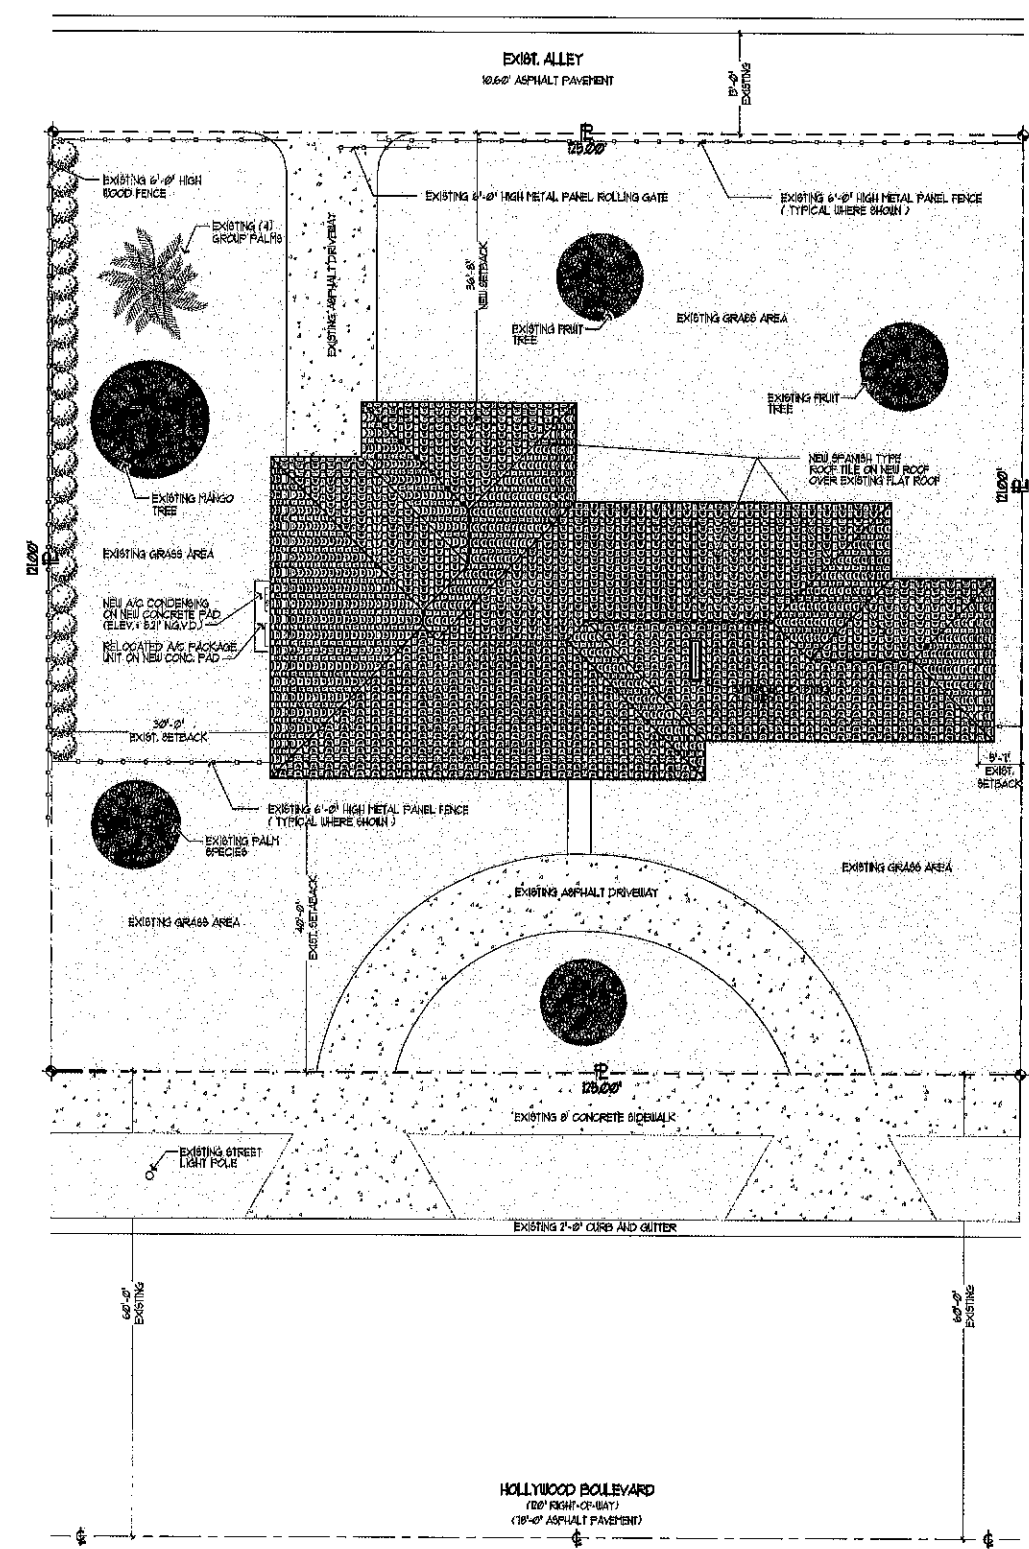 EXIST. ALLEY
10.60' ASPHALT PAVEMENT
EXISTING
125.00'
EXISTING 6'-0" HIGH
WOOD FENCE
EXISTING 6'-0" HIGH METAL PANEL ROLLING GATE
EXISTING 6'-0" HIGH METAL PANEL FENCE
( TYPICAL WHERE SHOWN )
EXISTING (4)
GROUP PALMS
EXISTING ASPHALT DRIVEWAY
NEW SETBACK
EXISTING FRUIT
TREE
EXISTING GRASS AREA
EXISTING FRUIT
TREE
NEW SPANISH TYPE
ROOF TILE ON NEW ROOF
OVER EXISTING FLAT ROOF
EXISTING MANGO
TREE
121.00'
121.00'
EXISTING GRASS AREA
NEW A/C CONDENSING
ON NEW CONCRETE PAD
RELOCATED A/C PACKAGE
UNIT ON NEW CONC. PAD
30'-0"
EXIST. SETBACK
EXIST.
SETBACK
EXISTING 6'-0" HIGH METAL PANEL FENCE
( TYPICAL WHERE SHOWN )
EXISTING PALM
SPECIES
EXISTING GRASS AREA
EXISTING ASPHALT DRIVEWAY
EXISTING GRASS AREA
40'-0"
EXIST. SETBACK
125.00'
EXISTING 8' CONCRETE SIDEWALK
EXISTING STREET
LIGHT POLE
EXISTING 2'-0" CURB AND GUTTER
60'-0"
EXISTING
60'-0"
EXISTING
HOLLYWOOD BOULEVARD
(120' RIGHT-OF-WAY)
(78'-0" ASPHALT PAVEMENT)